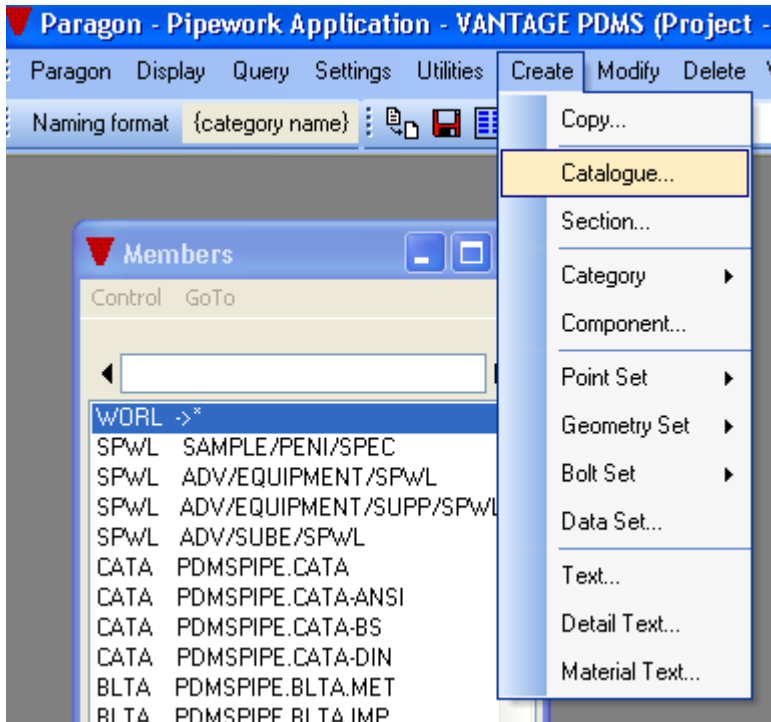 Paragon - Pipework Application - VANTAGE PDMS (Project -
Paragon Display Query Settings Utilities Create Modify Delete
Naming format {category name}
Copy...
Catalogue...
Section...
Category
Component...
Point Set
Geometry Set
Bolt Set
Data Set...
Text...
Detail Text...
Material Text...
Members
Control GoTo
WORL ->*
SPWL SAMPLE/PENI/SPEC
SPWL ADV/EQUIPMENT/SPWL
SPWL ADV/EQUIPMENT/SUPP/SPWL
SPWL ADV/SUBE/SPWL
CATA PDMSPIPE.CATA
CATA PDMSPIPE.CATA-ANSI
CATA PDMSPIPE.CATA-BS
CATA PDMSPIPE.CATA-DIN
BLTA PDMSPIPE.BLTA.MET
BLTA PDMSPIPE.BLTA.IMP